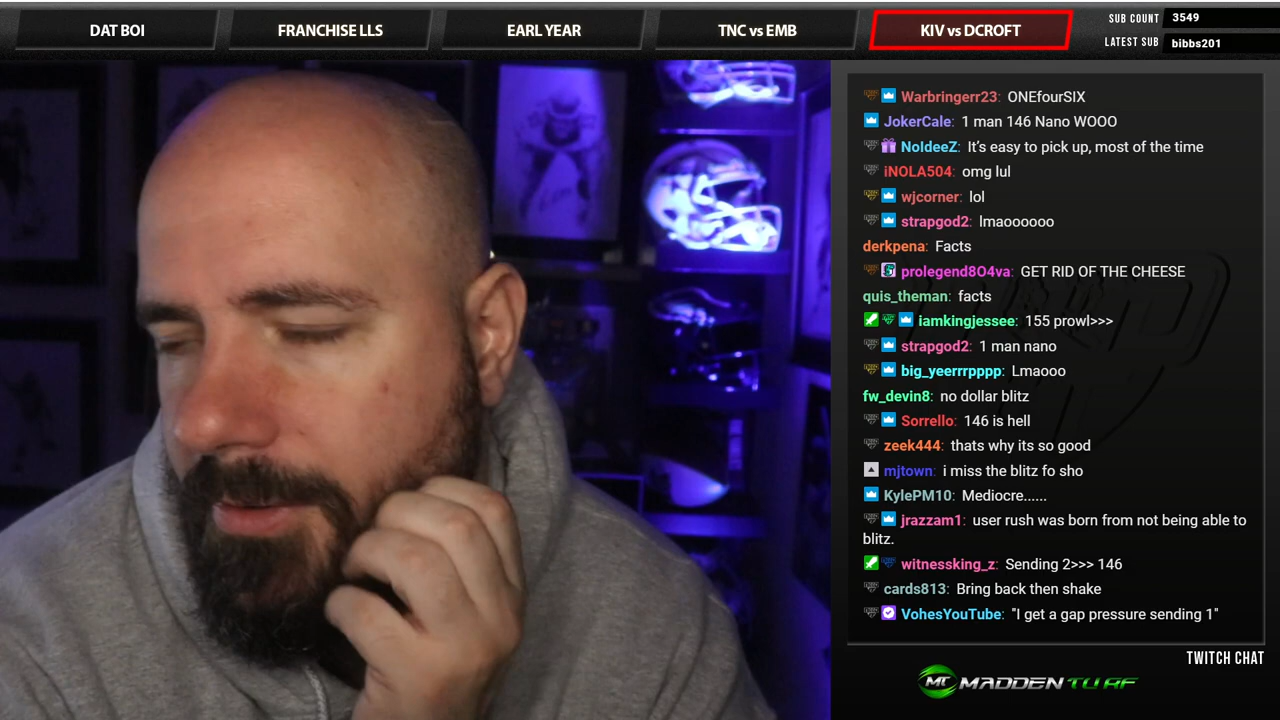 DAT BOI
FRANCHISE LLS
EARL YEAR
TNC vs EMB
KIV vs DCROFT
SUB COUNT 3549
LATEST SUB bibbs201
Warbringerr23: ONEfourSIX
JokerCale: 1 man 146 Nano WOOO
NoldeeZ: It’s easy to pick up, most of the time
iNOLA504: omg lul
wjcorner: lol
strapgod2: lmaoooooo
derkpena: Facts
prolegend8O4va: GET RID OF THE CHEESE
quis_theman: facts
iamkingjessee: 155 prowl>>>
strapgod2: 1 man nano
big_yeerrrpppp: Lmaooo
fw_devin8: no dollar blitz
Sorrello: 146 is hell
zeek444: thats why its so good
mjtown: i miss the blitz fo sho
KylePM10: Mediocre......
jrazzam1: user rush was born from not being able to
blitz.
witnessking_z: Sending 2>>> 146
cards813: Bring back then shake
VohesYouTube: "I get a gap pressure sending 1"
TWITCH CHAT
MT MADDEN TURF